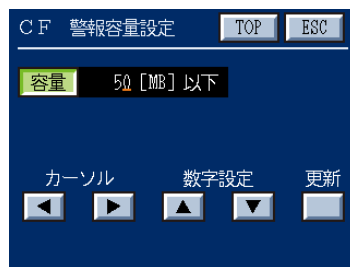 CF 警報容量設定 TOP ESC
容量 50 [MB] 以下
カーソル 数字設定 更新
◀ ▶ ▲ ▼